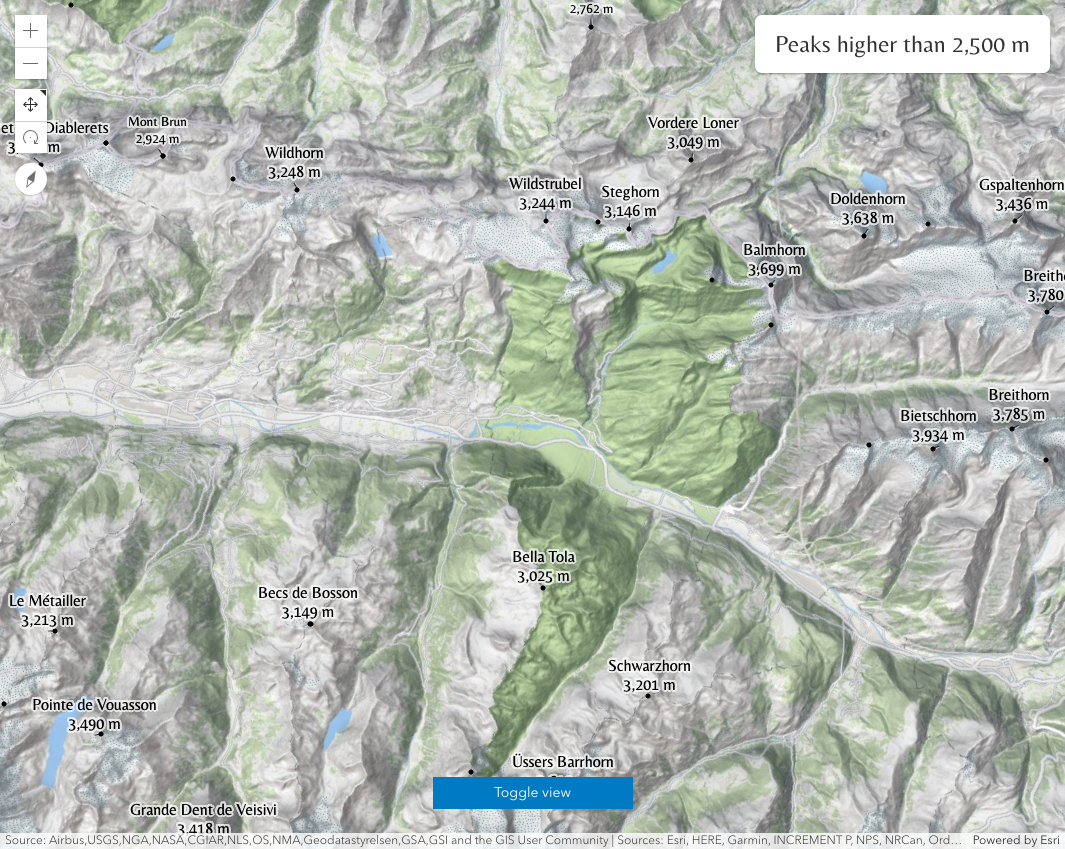 2,762 m
Peaks higher than 2,500 m
Mont Brun
2,924 m
Diablerets
m
Wildhorn
3,248 m
Vordere Loner
3,049 m
Wildstrubel
3,244 m
Steghorn
3,146 m
Doldenhorn
3,638 m
Gspaltenhorn
3,436 m
Balmhorn
3,699 m
Breith
3,780
Breithorn
3,785 m
Bietschhorn
3,934 m
Bella Tola
3,025 m
Becs de Bosson
3,149 m
Le Métailler
3,213 m
Schwarzhorn
3,201 m
Pointe de Vouasson
3,490 m
Üssers Barrhorn
Toggle view
Grande Dent de Veisivi
3,418 m
Source: Airbus,USGS,NGA,NASA,CGIAR,NLS,OS,NMA,Geodatastyrelsen,GSA,GSI and the GIS User Community | Sources: Esri, HERE, Garmin, INCREMENT P, NPS, NRCan, Ord... Powered by Esri